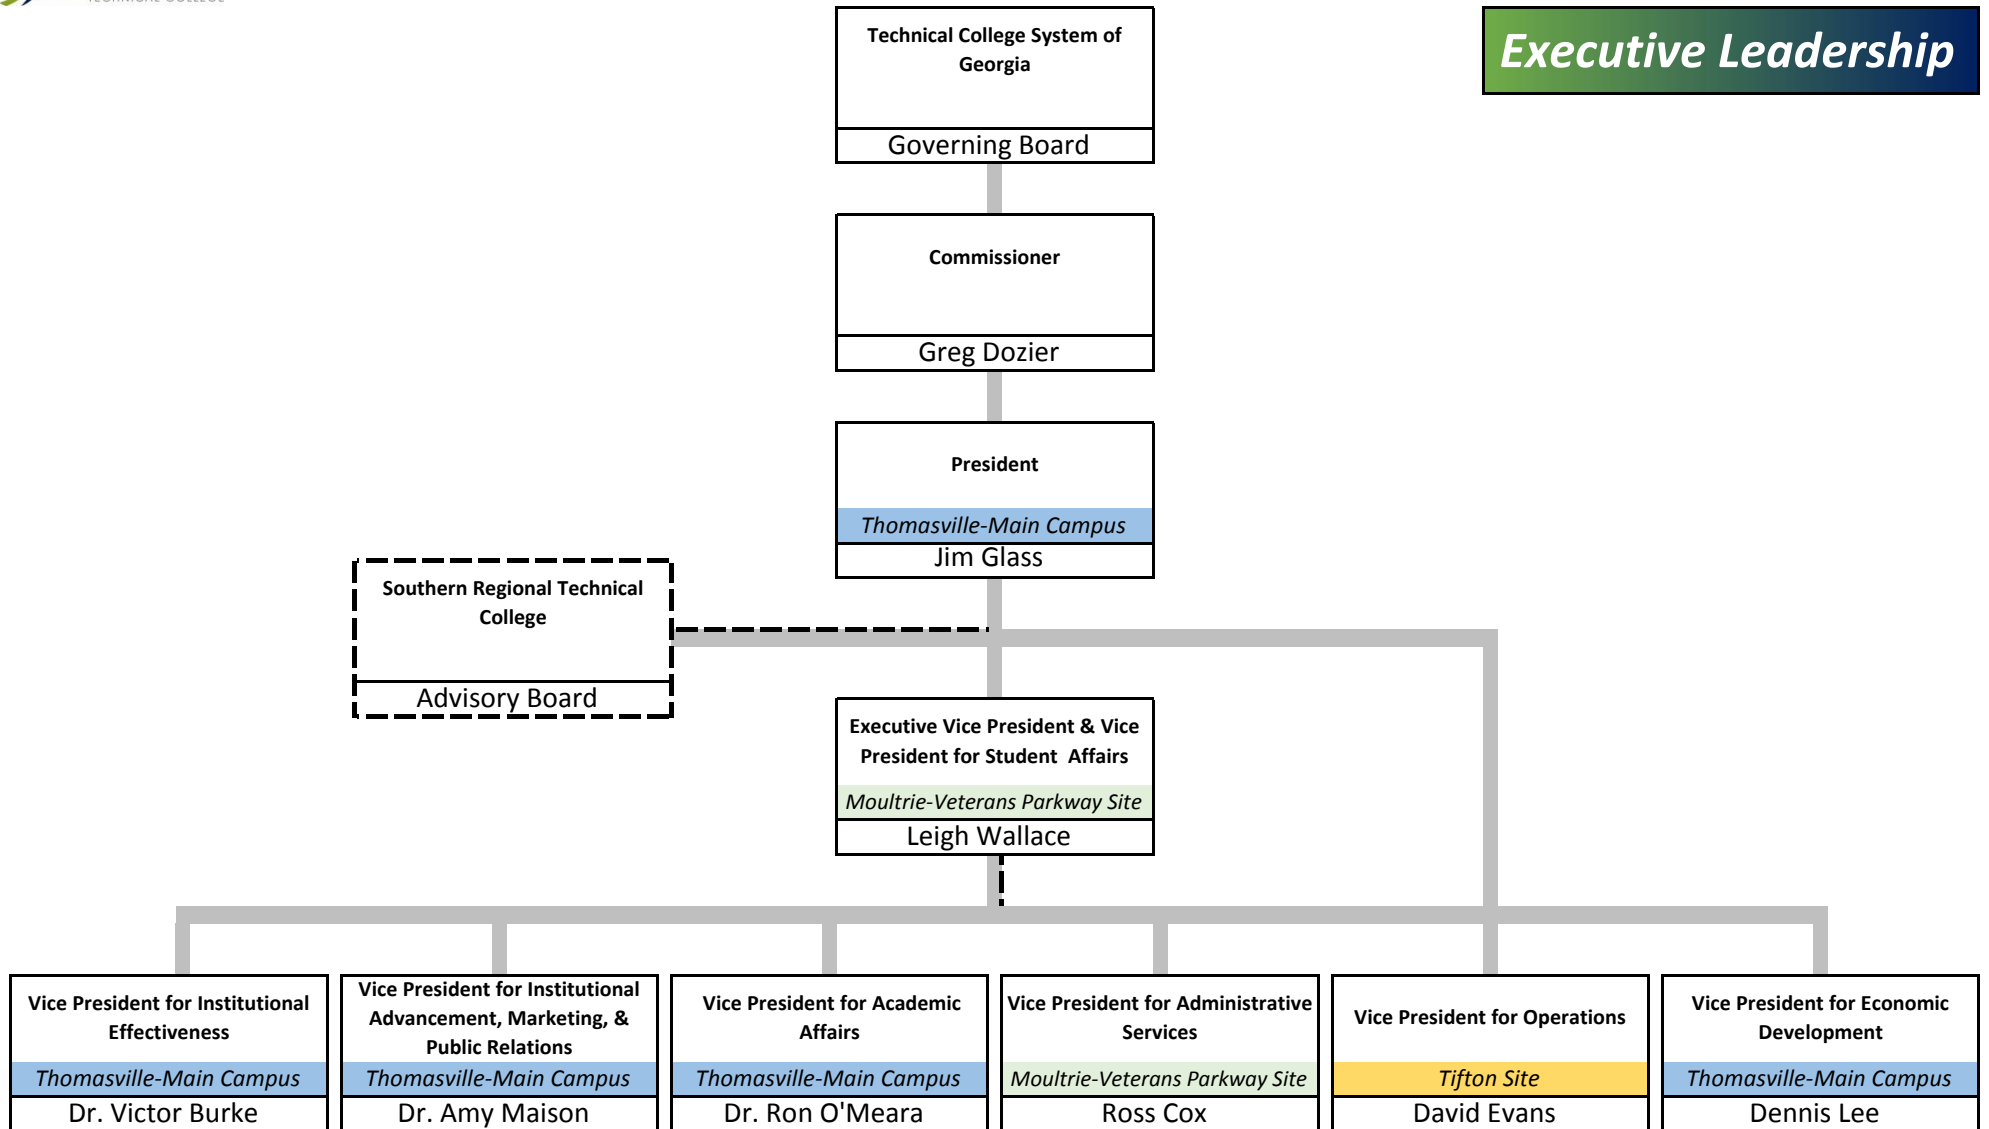 TECHNICAL COLLEGE
Technical College System of
Georgia
Governing Board
Executive Leadership
Commissioner
Greg Dozier
President
Thomasville-Main Campus
Jim Glass
Southern Regional Technical
College
Advisory Board
Executive Vice President & Vice
President for Student  Affairs
Moultrie-Veterans Parkway Site
Leigh Wallace
Vice President for Institutional
Effectiveness
Thomasville-Main Campus
Dr. Victor Burke
Vice President for Institutional
Advancement, Marketing, &
Public Relations
Thomasville-Main Campus
Dr. Amy Maison
Vice President for Academic
Affairs
Thomasville-Main Campus
Dr. Ron O'Meara
Vice President for Administrative
Services
Moultrie-Veterans Parkway Site
Ross Cox
Vice President for Operations
Tifton Site
David Evans
Vice President for Economic
Development
Thomasville-Main Campus
Dennis Lee